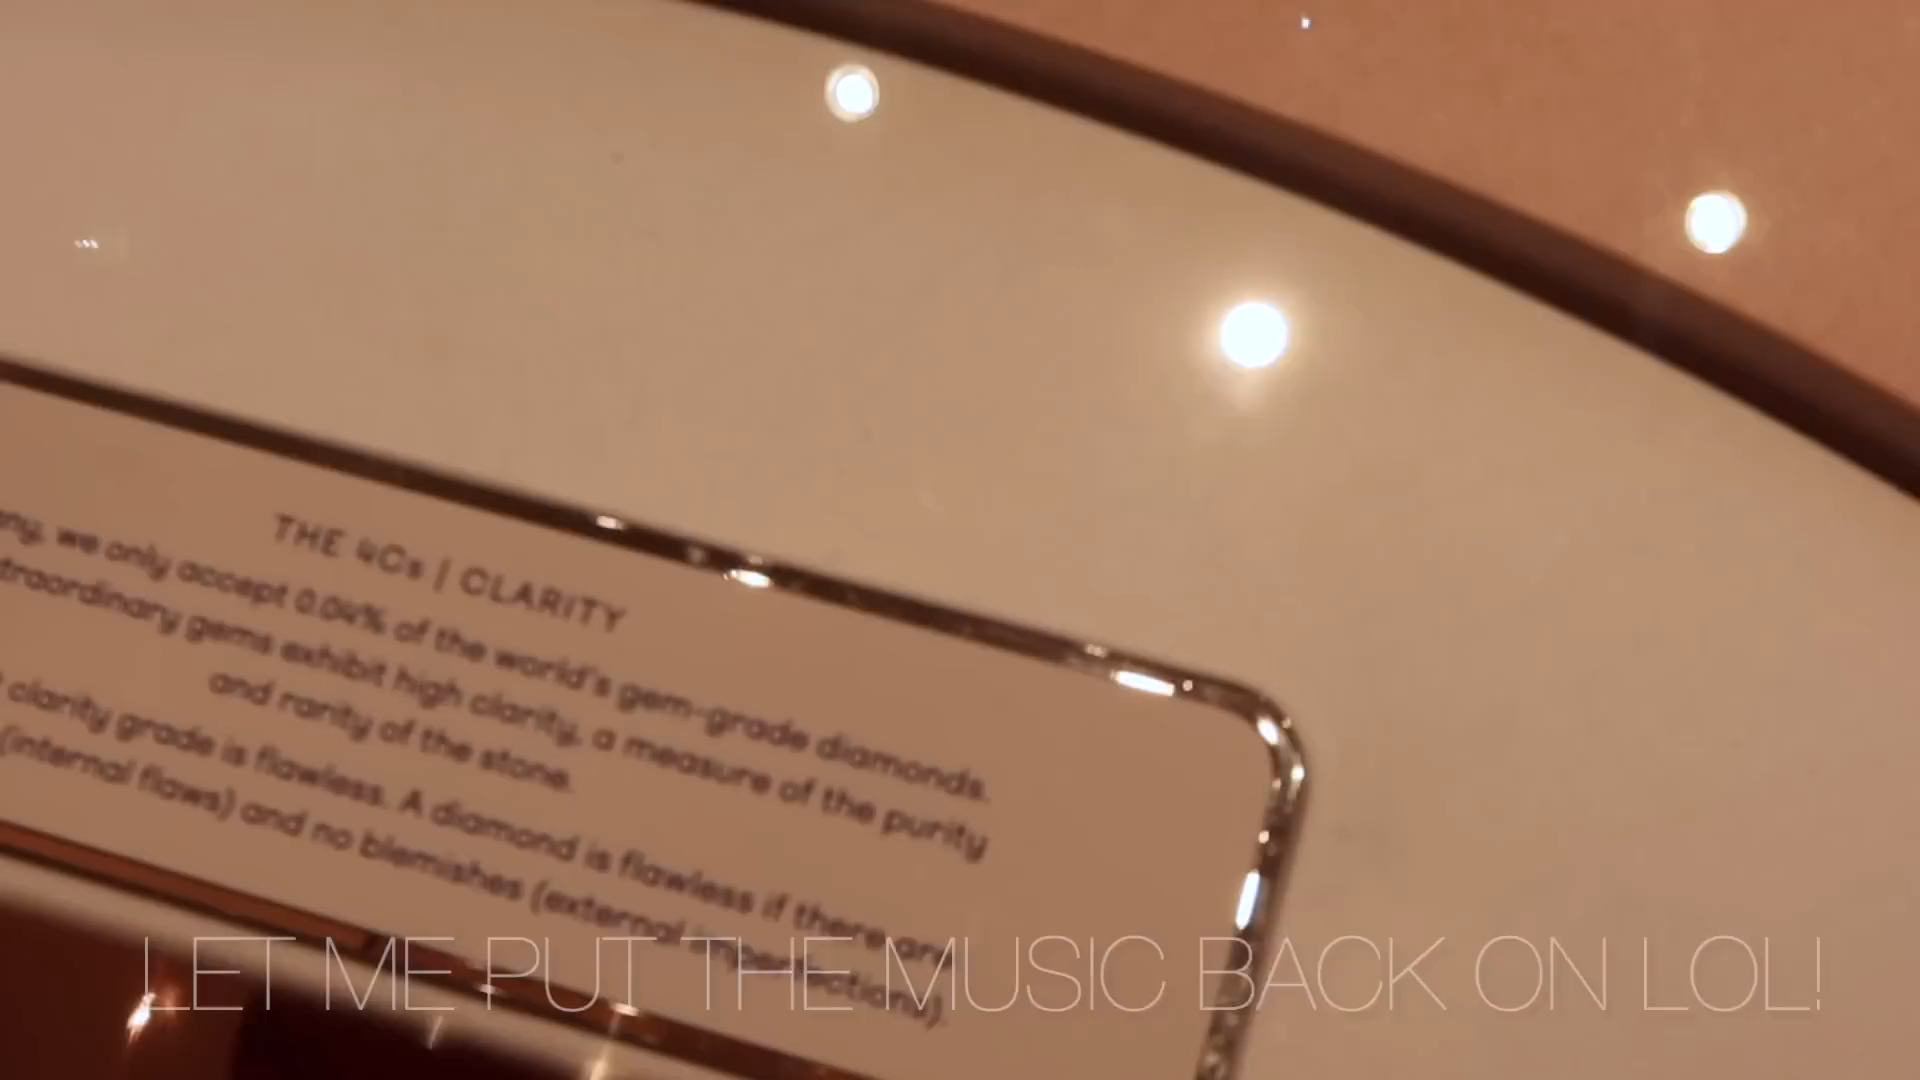 THE 4Cs | CLARITY
we only accept 0.04% of the world's gem-grade diamonds.
gems exhibit high clarity, a measure of the purity
and rarity of the stone.
clarity grade is flawless. A diamond is flawless if there are
(internal flaws) and no blemishes (external imperfections).
LET ME PUT THE MUSIC BACK ON LOL!